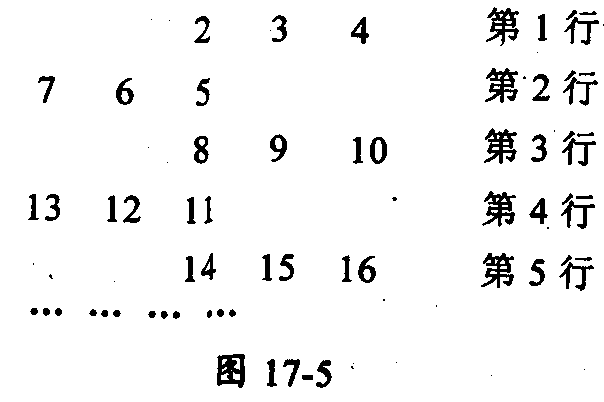 2 3 4 第 1 行
7 6 5 第 2 行
8 9 10 第 3 行
13 12 11 第 4 行
14 15 16 第 5 行
... ... ... ...
图 17-5